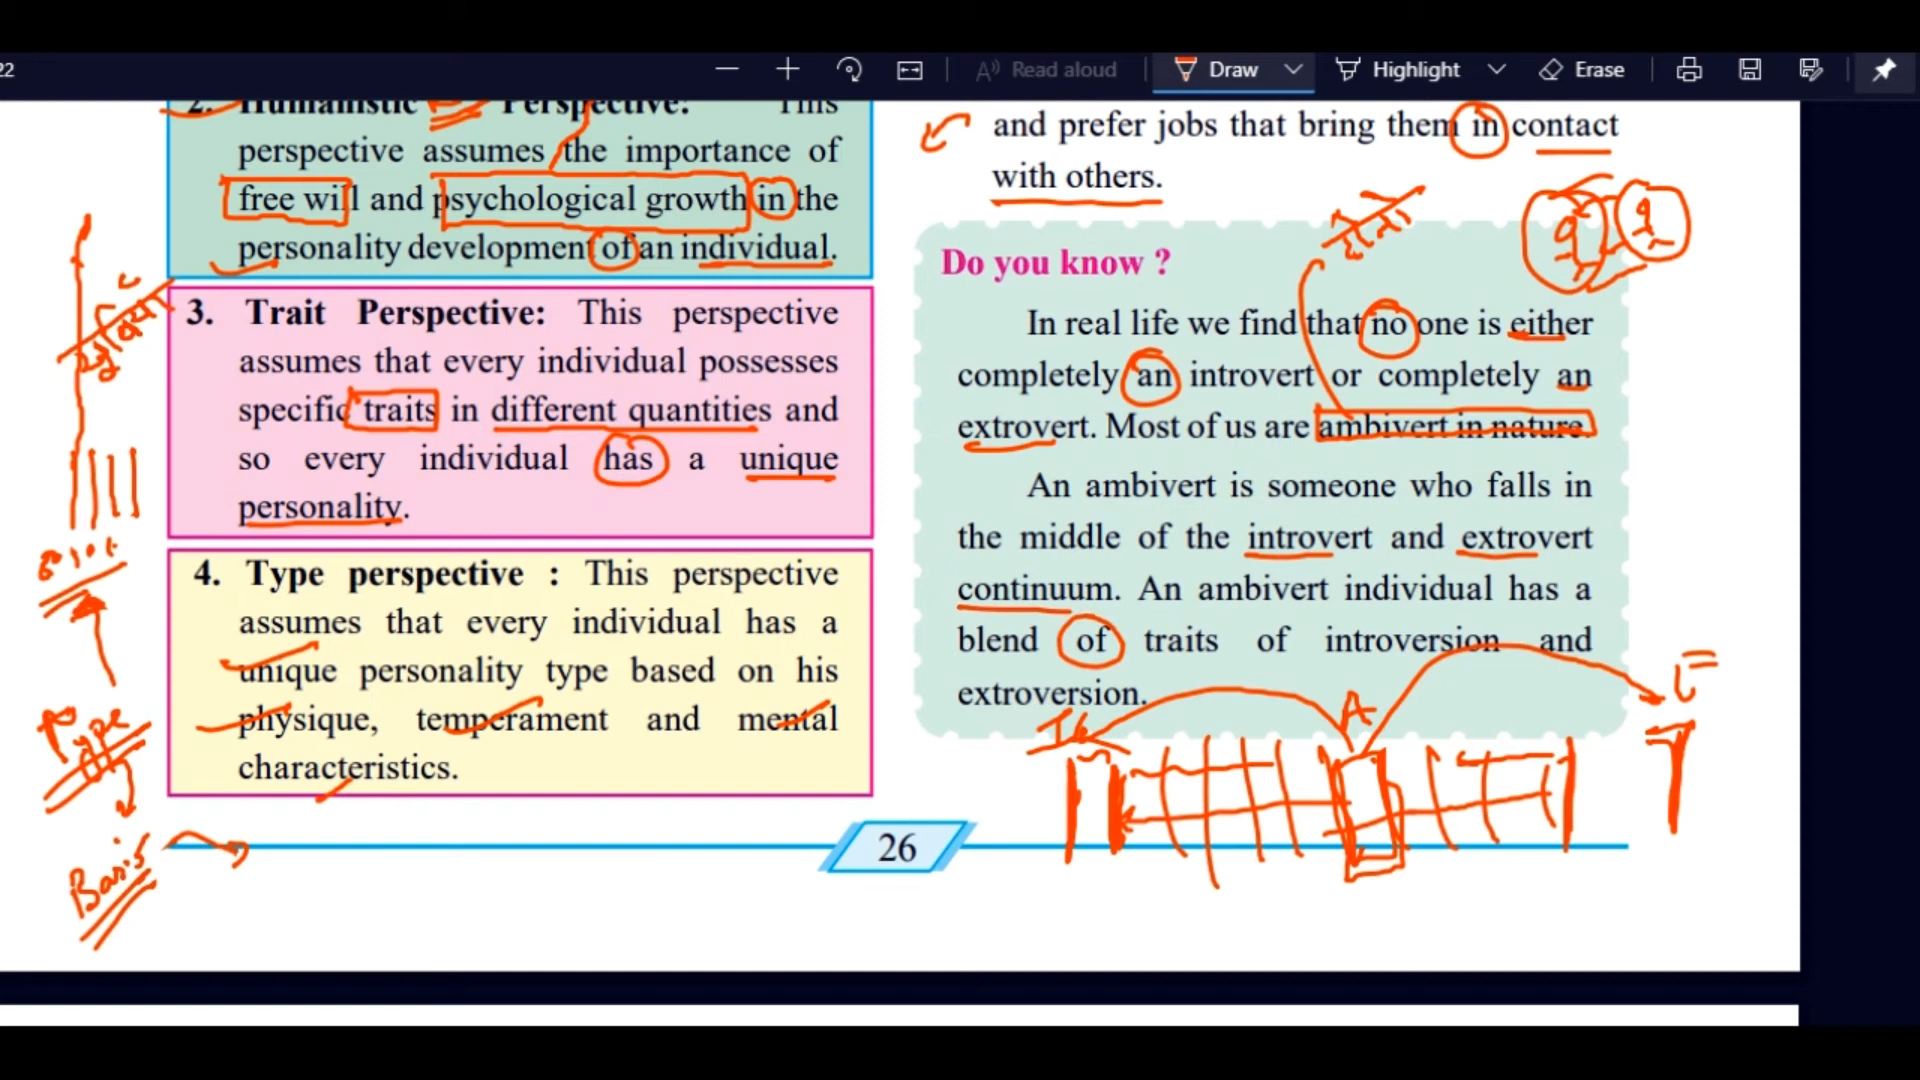 22
Read aloud
Draw
Highlight
Erase
2. Humanistic Perspective: This
perspective assumes the importance of
free will and psychological growth in the
personality development of an individual.
3. Trait Perspective: This perspective
assumes that every individual possesses
specific traits in different quantities and
so every individual has a unique
personality.
4. Type perspective : This perspective
assumes that every individual has a
unique personality type based on his
physique, temperament and mental
characteristics.
Type
Basis
and prefer jobs that bring them in contact
with others.
Do you know ?
In real life we find that no one is either
completely an introvert or completely an
extrovert. Most of us are ambivert in nature.
An ambivert is someone who falls in
the middle of the introvert and extrovert
continuum. An ambivert individual has a
blend of traits of introversion and
extroversion.
A
26